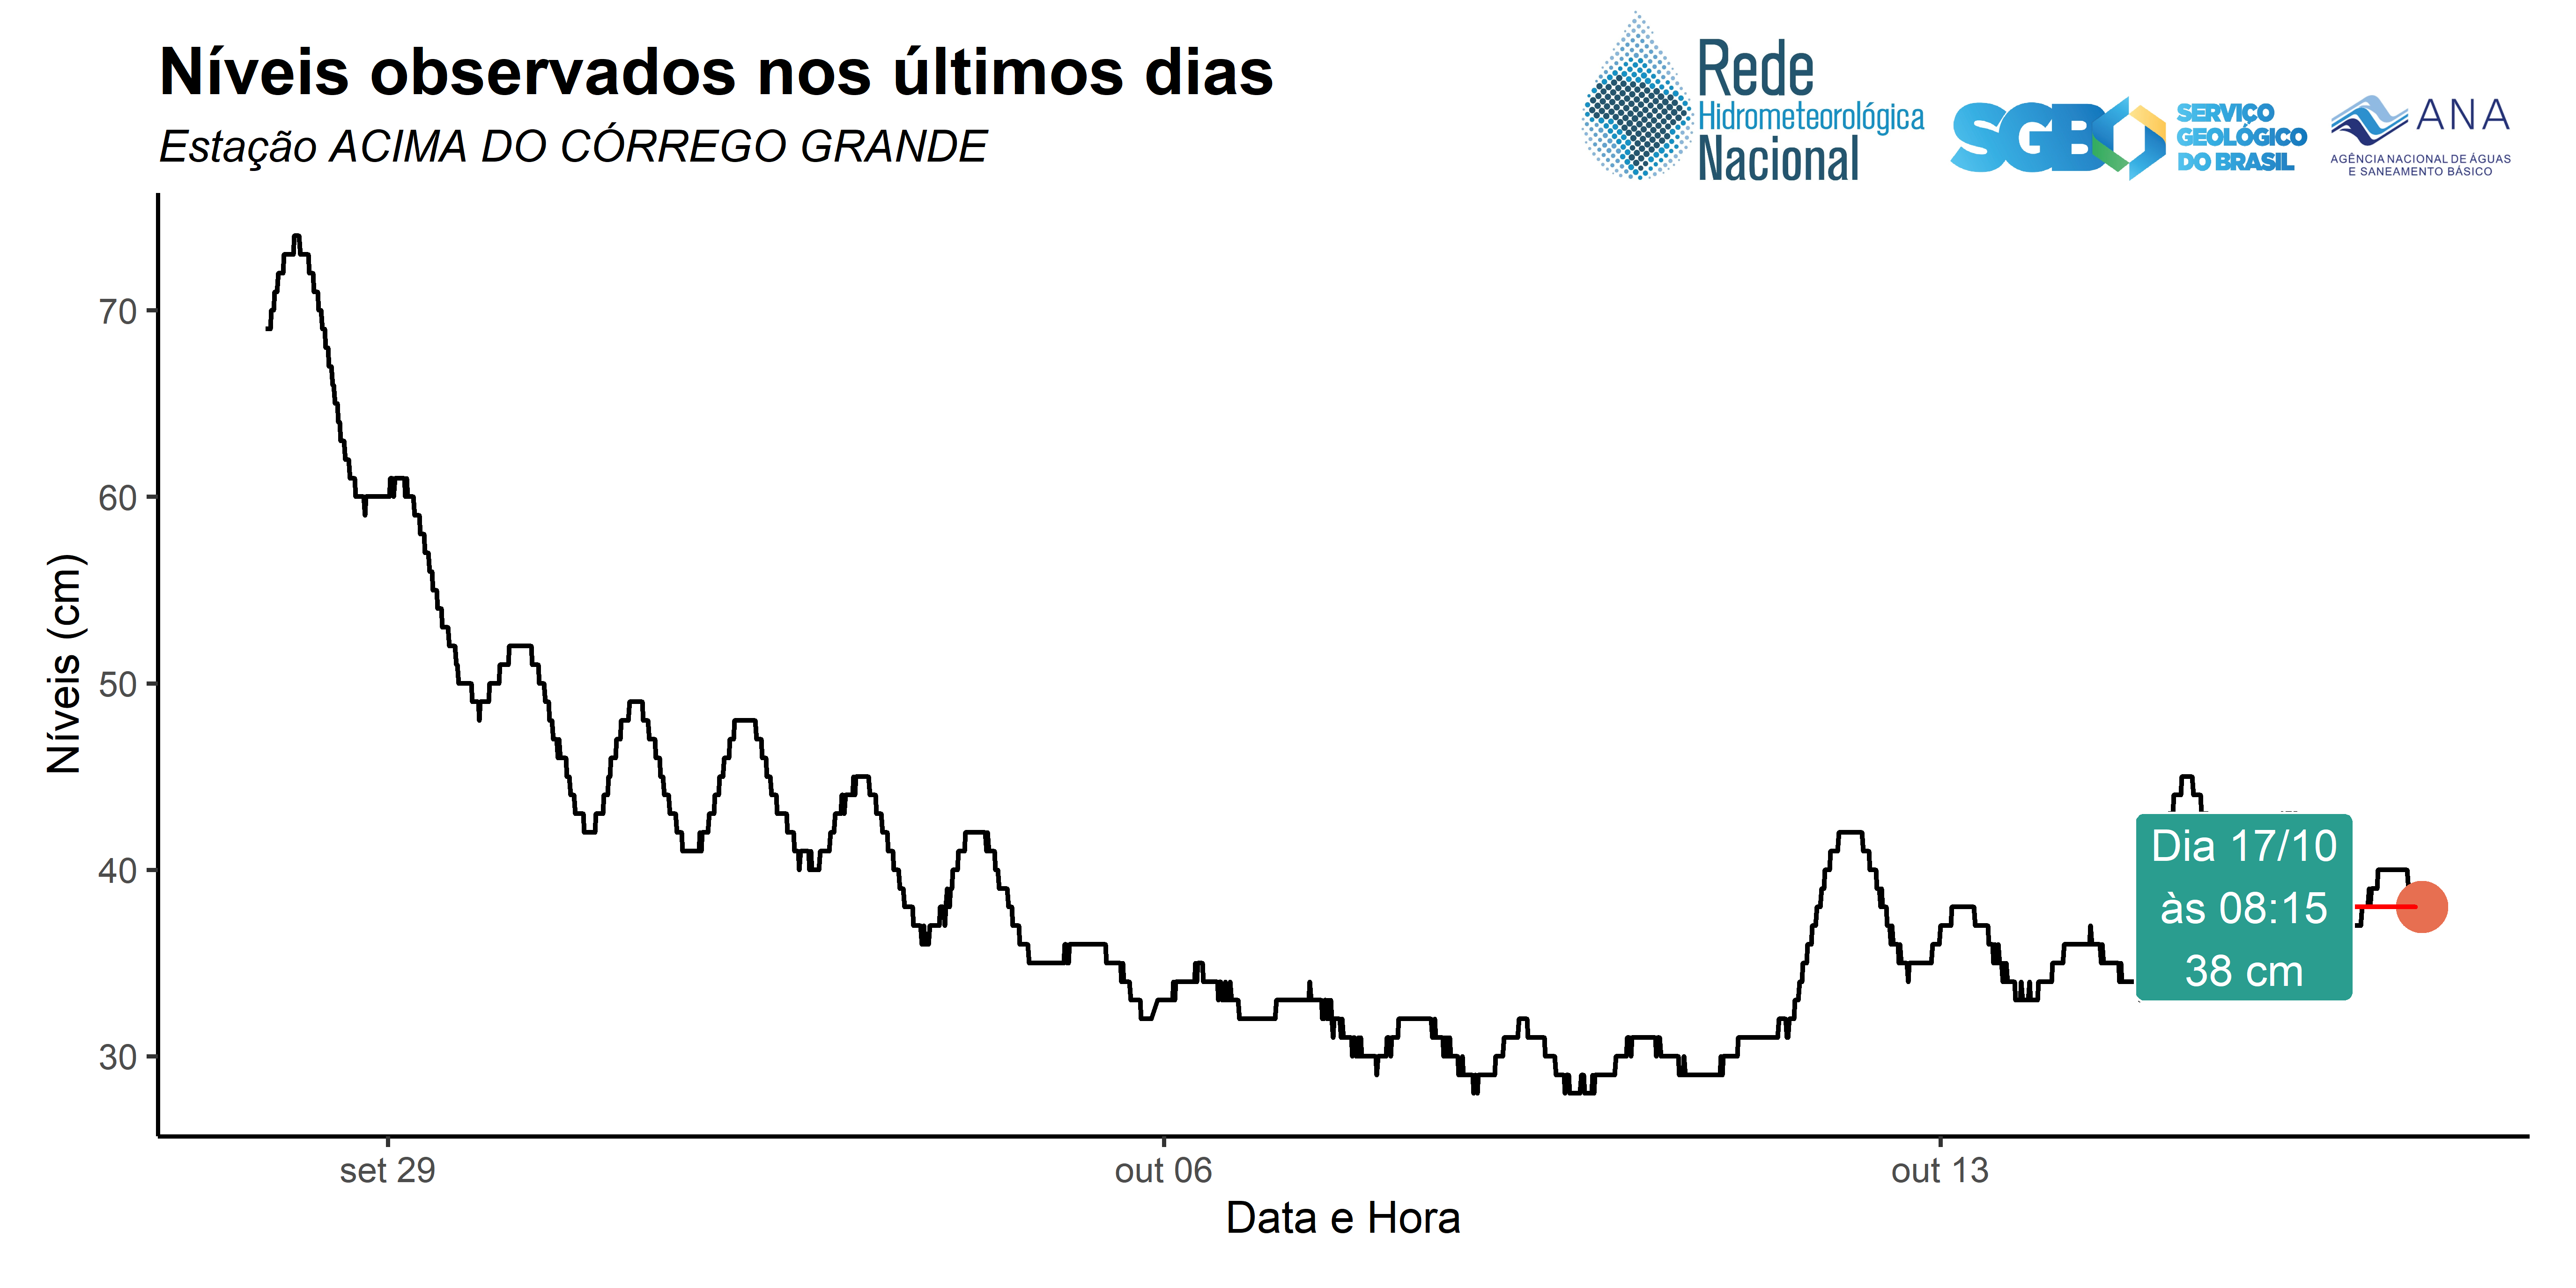 Níveis observados nos últimos dias
Estação ACIMA DO CÓRREGO GRANDE
Rede
Hidrometeorológica
Nacional
SGB
SERVIÇO
GEOLÓGICO
DO BRASIL
ANA
AGÊNCIA NACIONAL DE ÁGUAS
E SANEAMENTO BÁSICO
Níveis (cm)
70
60
50
40
30
Dia 17/10
às 08:15
38 cm
set 29
out 06
out 13
Data e Hora